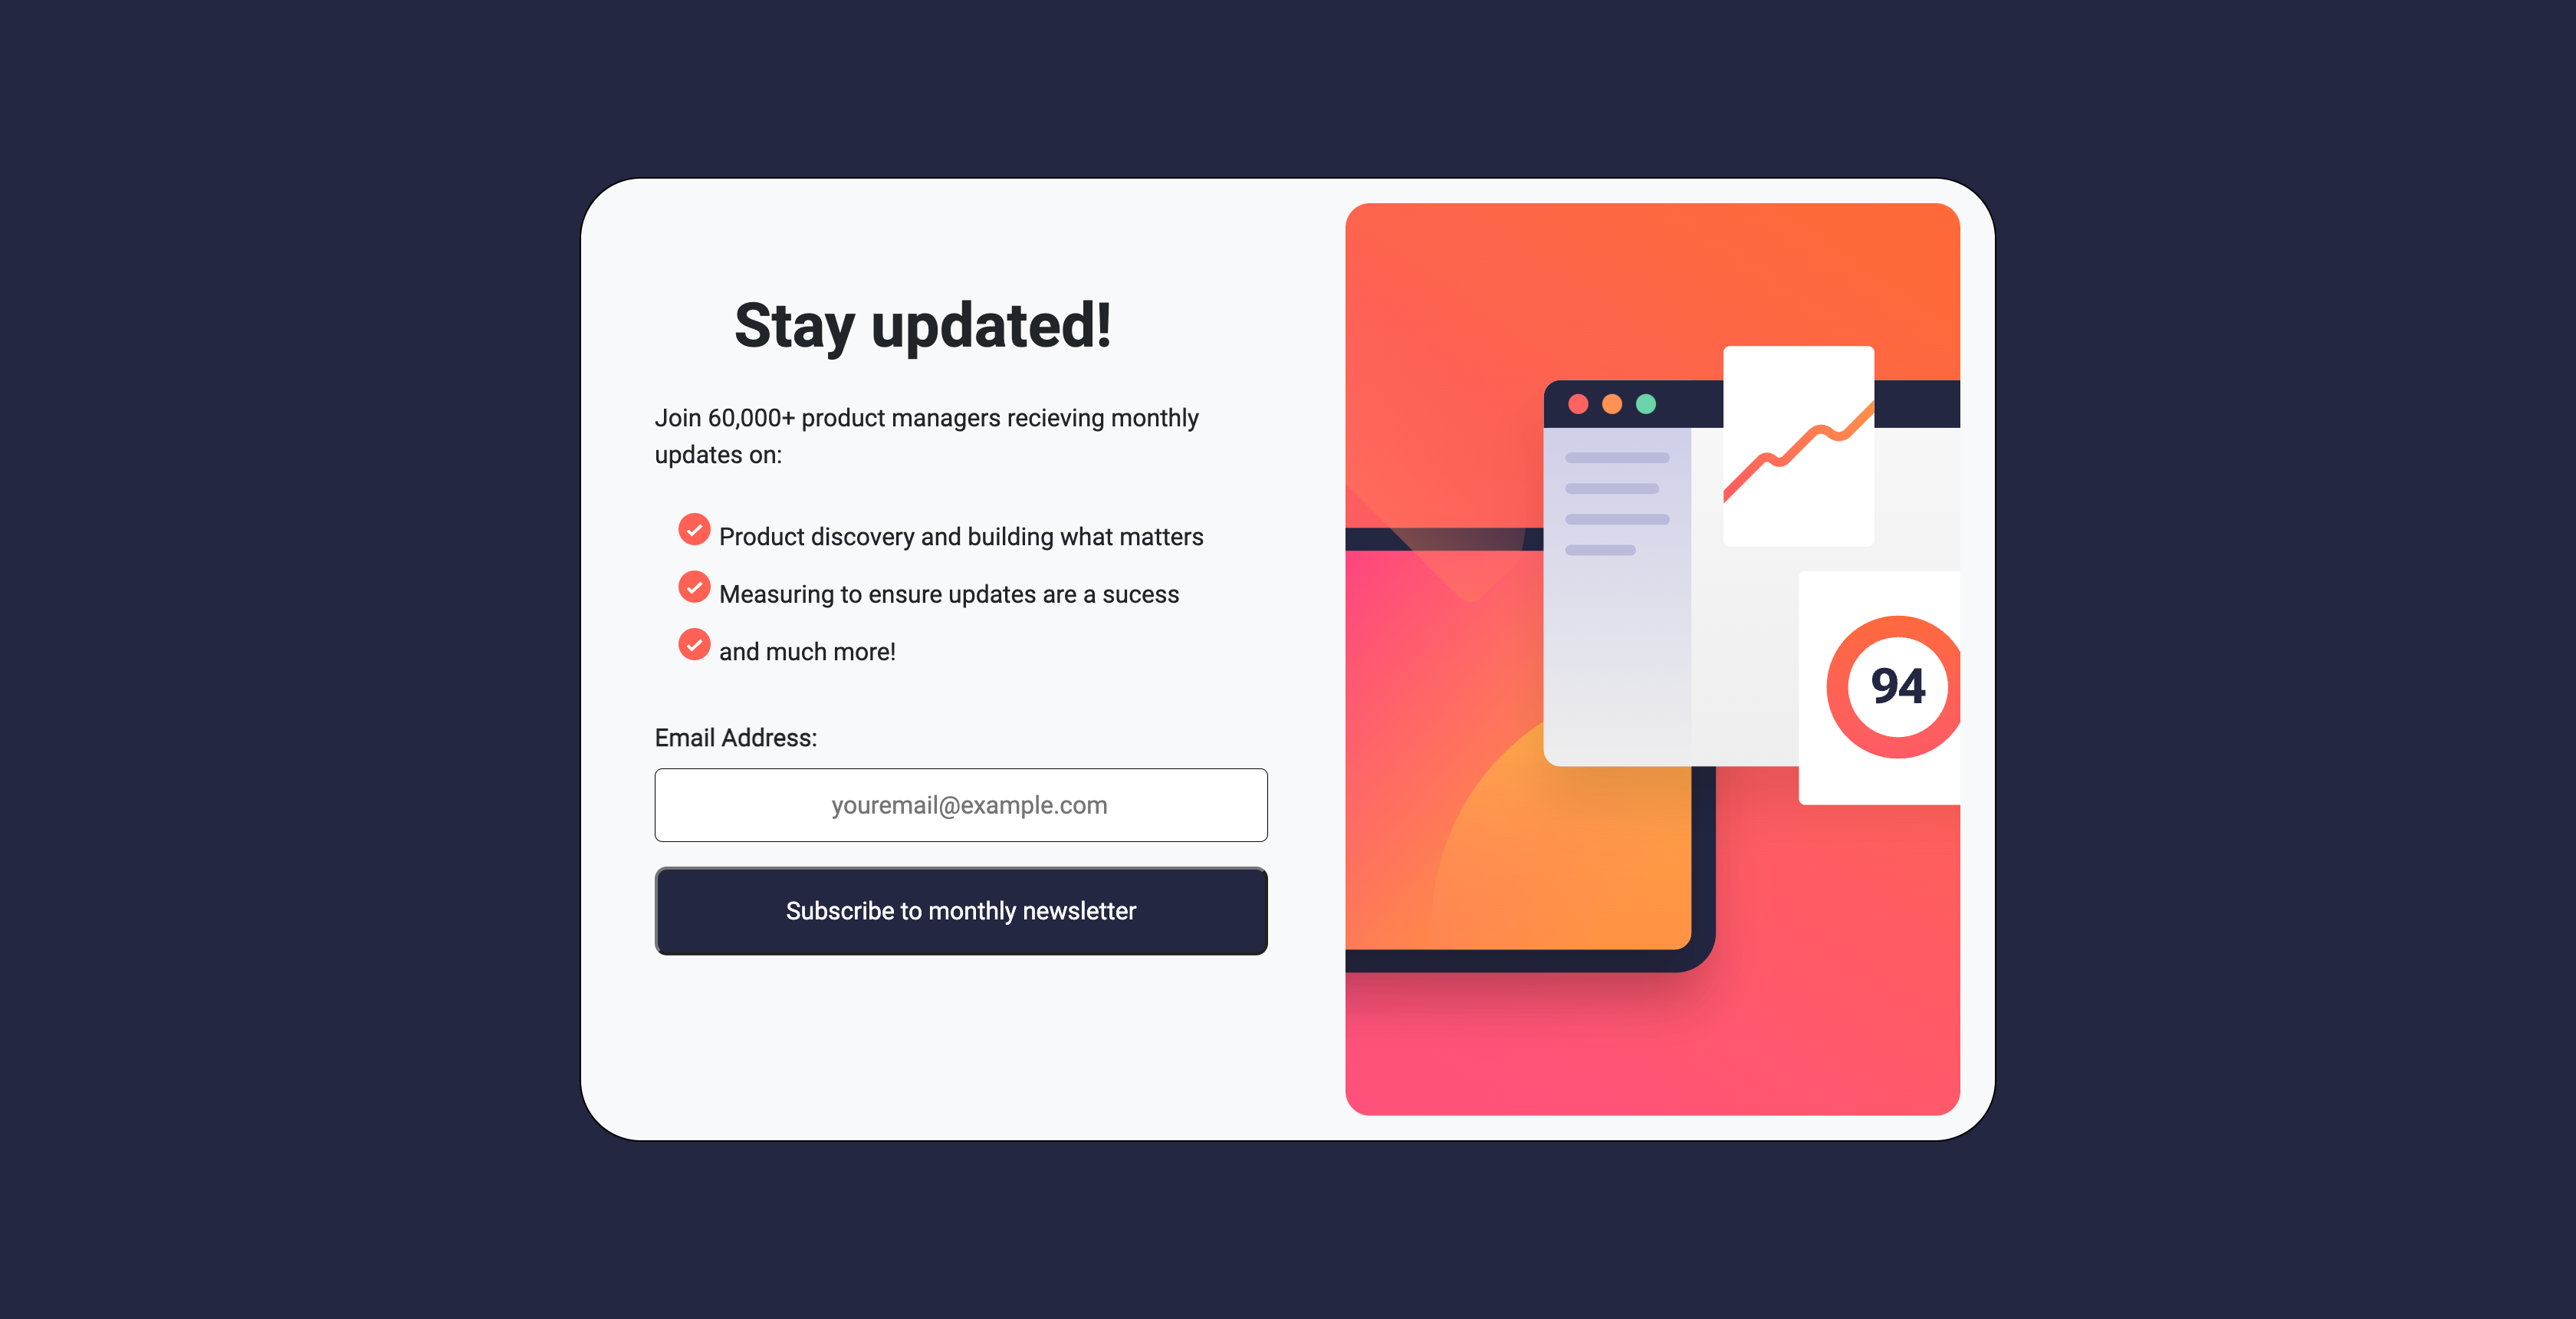 Stay updated!
Join 60,000+ product managers recieving monthly
updates on:
Product discovery and building what matters
Measuring to ensure updates are a sucess
and much more!
Email Address:
youremail@example.com
Subscribe to monthly newsletter
94